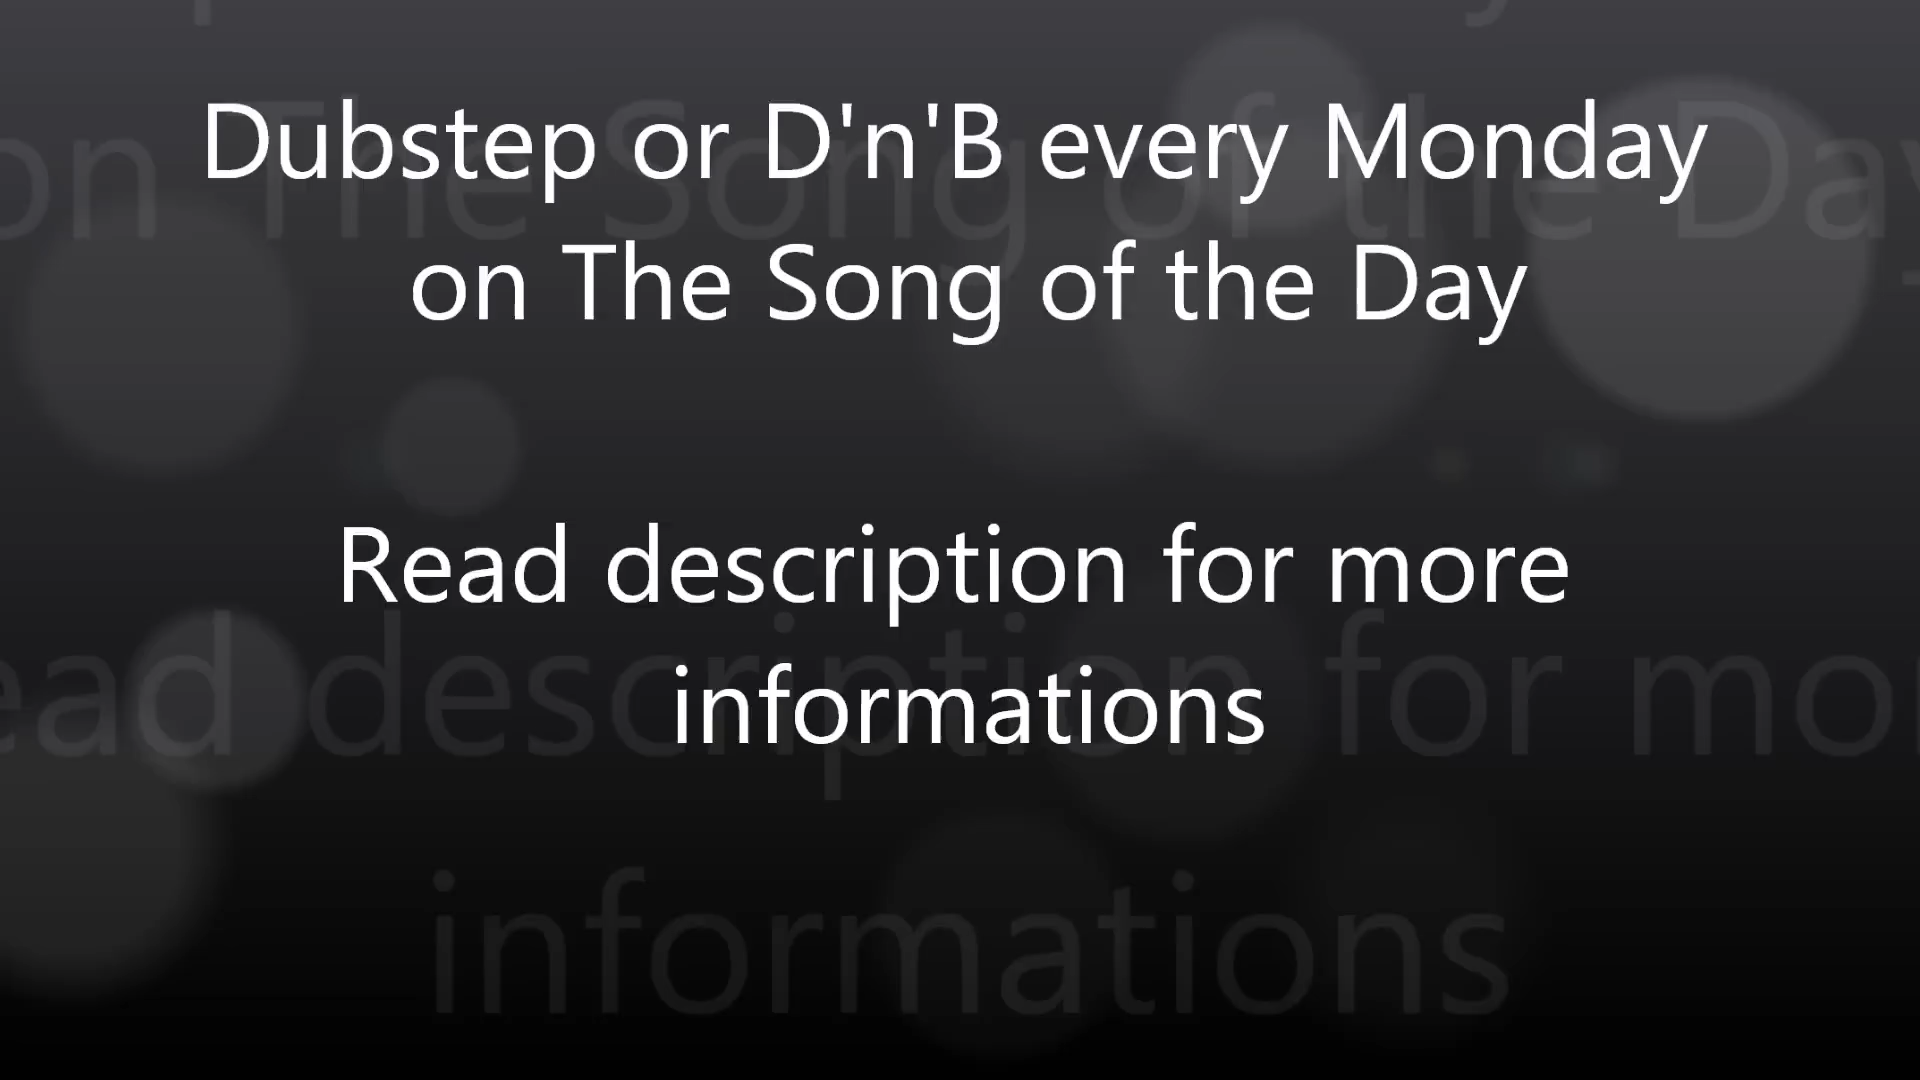 Dubstep or D'n'B every Monday
on The Song of the Day
Read description for more
informations